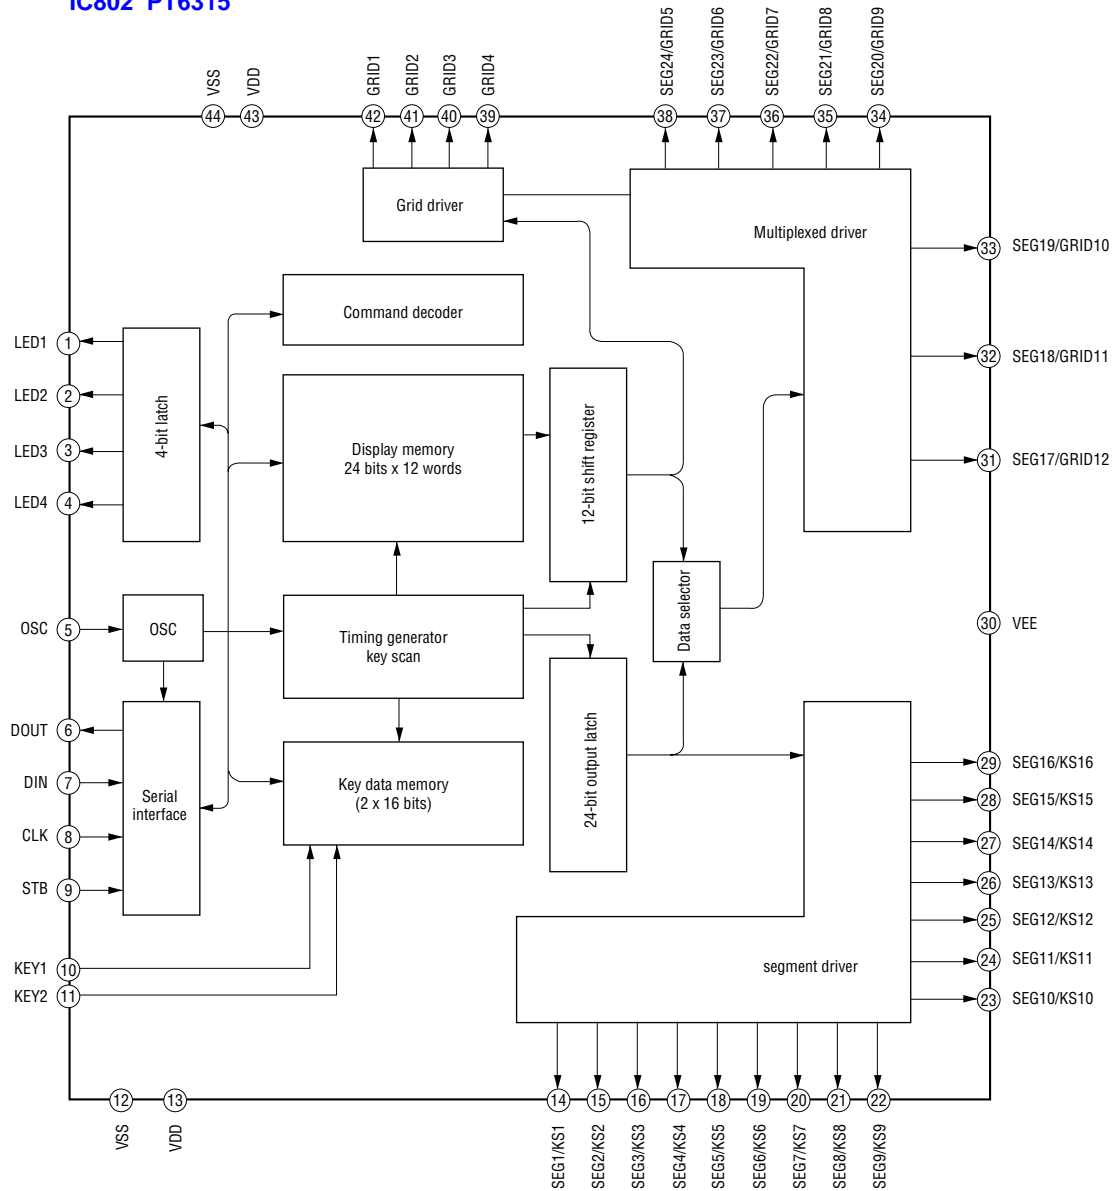 IC802 PT6315
VSS
VDD
GRID1
GRID2
GRID3
GRID4
SEG24/GRID5
SEG23/GRID6
SEG22/GRID7
SEG21/GRID8
SEG20/GRID9
44
43
42
41
40
39
38
37
36
35
34
Grid driver
Multiplexed driver
33
SEG19/GRID10
Command decoder
LED1
1
32
SEG18/GRID11
LED2
2
4-bit latch
LED3
3
Display memory
24 bits x 12 words
12-bit shift register
31
SEG17/GRID12
LED4
4
OSC
5
OSC
Timing generator
key scan
Data selector
30
VEE
DOUT
6
DIN
7
Serial
interface
Key data memory
(2 x 16 bits)
24-bit output latch
29
SEG16/KS16
28
SEG15/KS15
CLK
8
27
SEG14/KS14
STB
9
26
SEG13/KS13
25
SEG12/KS12
KEY1
10
segment driver
24
SEG11/KS11
KEY2
11
23
SEG10/KS10
12
13
14
15
16
17
18
19
20
21
22
VSS
VDD
SEG1/KS1
SEG2/KS2
SEG3/KS3
SEG4/KS4
SEG5/KS5
SEG6/KS6
SEG7/KS7
SEG8/KS8
SEG9/KS9